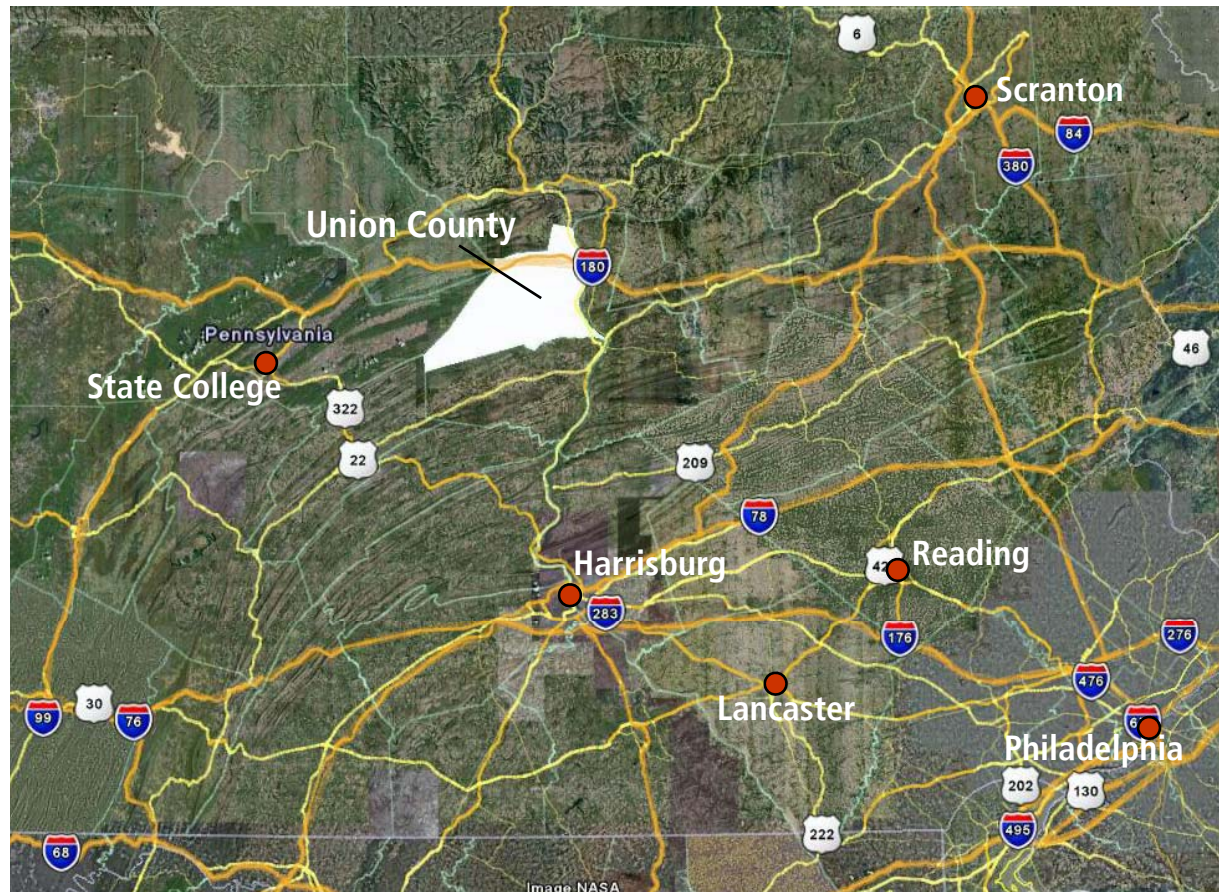 6
Scranton
84
380
Union County
180
Pennsylvania
46
State College
322
22
209
78
Harrisburg
Reading
283
176
276
476
30
99
76
Lancaster
Philadelphia
202
130
222
495
68
Image NASA